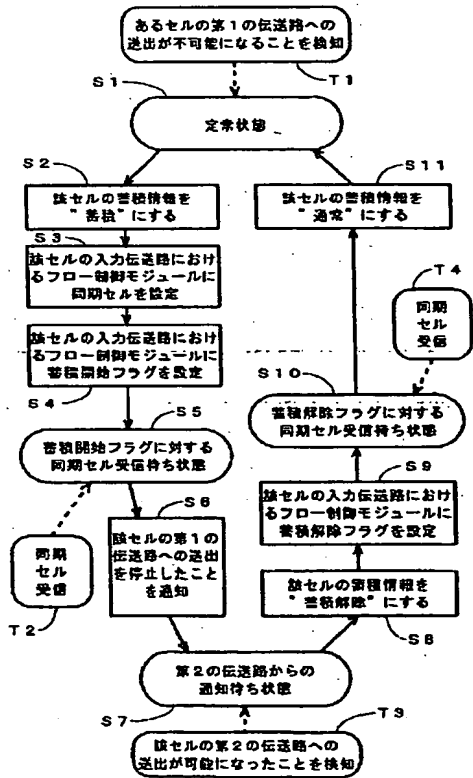 あるセルの第1の伝送路への
送出が不可能になることを検知
T1
S1
定常状態
S2
該セルの蓄積情報を
"蓄積"にする
S3
該セルの入力伝送路におけ
るフロー制御モジュールに
同期セルを設定
該セルの入力伝送路におけ
るフロー制御モジュールに
蓄積開始フラグを設定
S4
S5
蓄積開始フラグに対する
同期セル受信待ち状態
同期
セル
受信
T2
S6
該セルの第1の
伝送路への送出
を停止したこと
を通知
S7
第2の伝送路からの
通知待ち状態
T3
該セルの第2の伝送路への
送出が可能になったことを検知
S8
該セルの蓄積情報を
"蓄積解除"にする
S9
該セルの入力伝送路におけ
るフロー制御モジュールに
蓄積解除フラグを設定
S10
蓄積解除フラグに対する
同期セル受信待ち状態
T4
同期
セル
受信
S11
該セルの蓄積情報を
"通常"にする